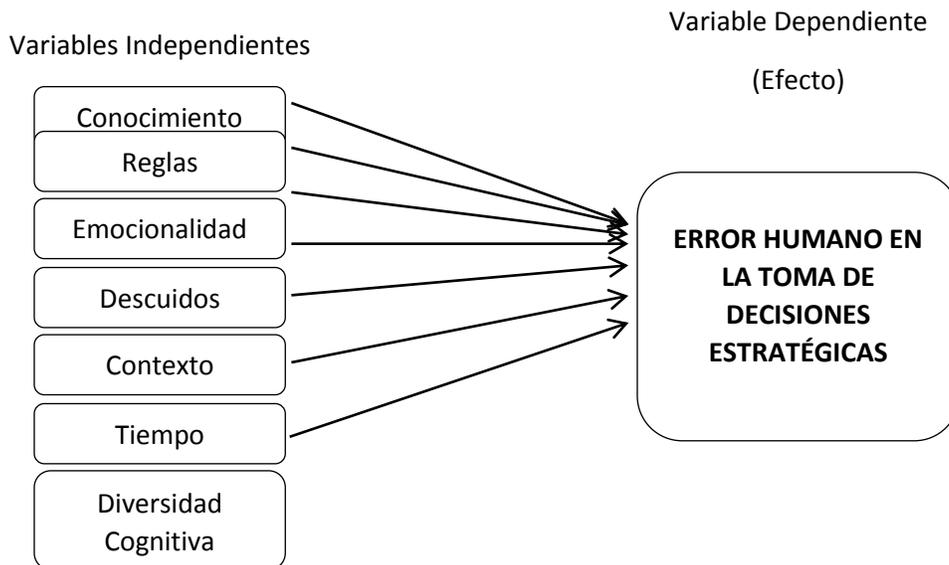 Variable Dependiente
Variables Independientes
(Efecto)
Conocimiento
Reglas
Emocionalidad
Descuidos
Contexto
Tiempo
Diversidad
Cognitiva
ERROR HUMANO EN
LA TOMA DE
DECISIONES
ESTRATÉGICAS